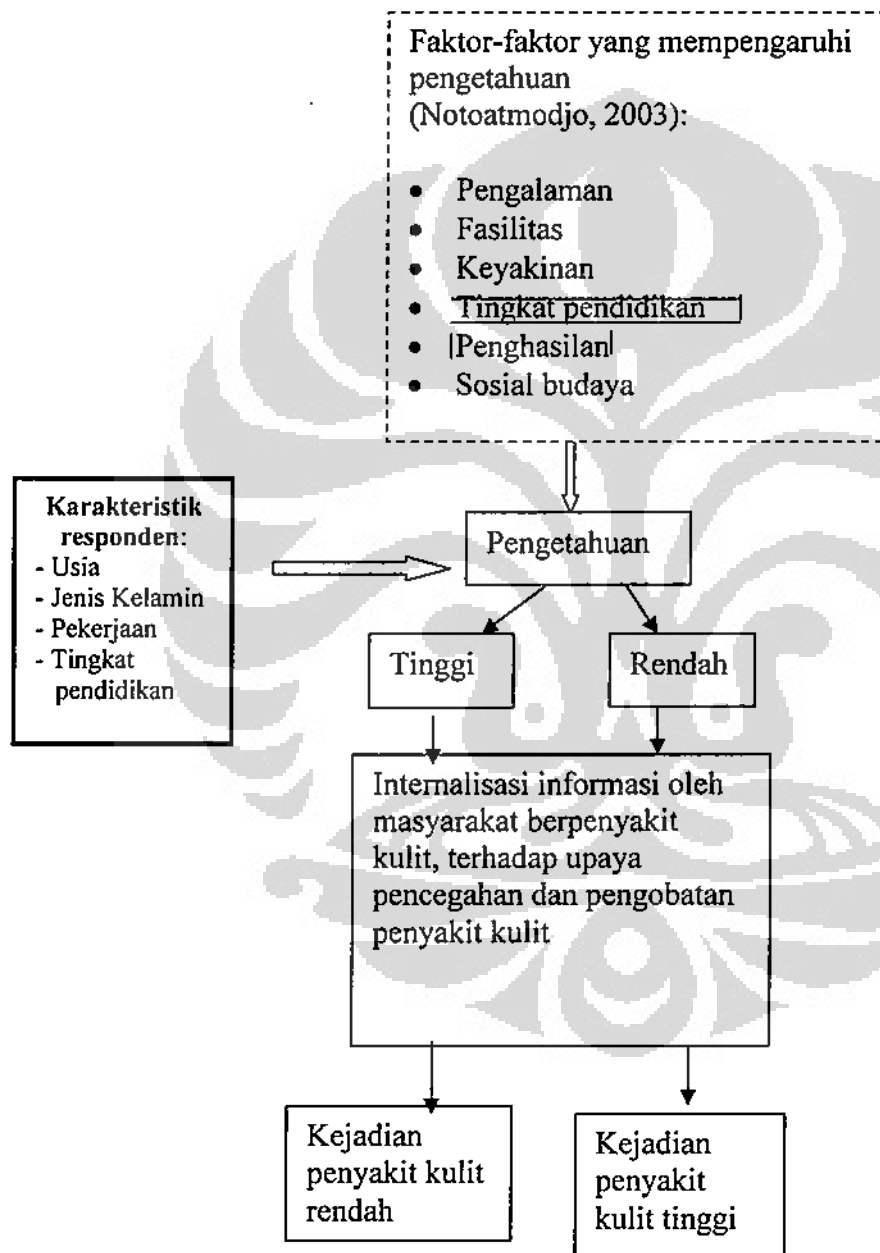 Faktor-faktor yang mempengaruhi
pengetahuan
(Notoatmodjo, 2003):
• Pengalaman
• Fasilitas
• Keyakinan
• Tingkat pendidikan
• Penghasilan
• Sosial budaya
Karakteristik
responden:
- Usia
- Jenis Kelamin
- Pekerjaan
- Tingkat
pendidikan
Pengetahuan
Tinggi
Rendah
Internalisasi informasi oleh
masyarakat berpenyakit
kulit, terhadap upaya
pencegahan dan pengobatan
penyakit kulit
Kejadian
penyakit kulit
rendah
Kejadian
penyakit
kulit tinggi